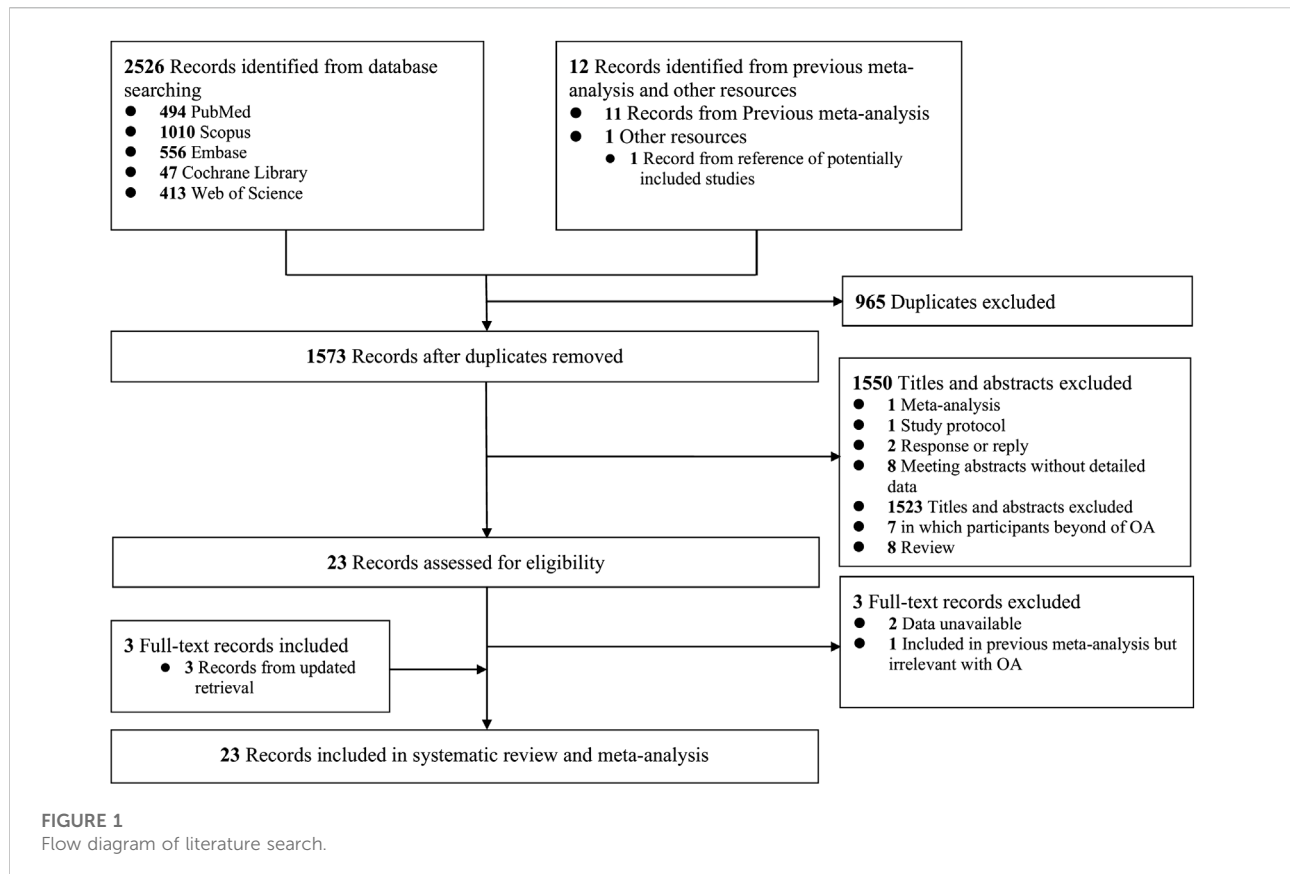 2526 Records identified from database
searching
● 494 PubMed
● 1010 Scopus
● 556 Embase
● 47 Cochrane Library
● 413 Web of Science
12 Records identified from previous meta-
analysis and other resources
● 11 Records from Previous meta-analysis
● 1 Other resources
● 1 Record from reference of potentially
included studies
965 Duplicates excluded
1573 Records after duplicates removed
1550 Titles and abstracts excluded
● 1 Meta-analysis
● 1 Study protocol
● 2 Response or reply
● 8 Meeting abstracts without detailed
data
● 1523 Titles and abstracts excluded
● 7 in which participants beyond of OA
● 8 Review
23 Records assessed for eligibility
3 Full-text records excluded
● 2 Data unavailable
● 1 Included in previous meta-analysis but
irrelevant with OA
3 Full-text records included
● 3 Records from updated
retrieval
23 Records included in systematic review and meta-analysis
FIGURE 1
Flow diagram of literature search.